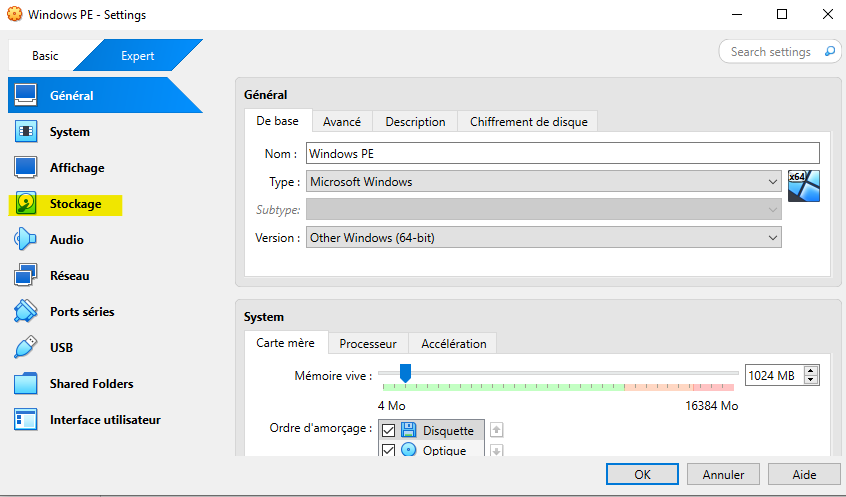 Windows PE - Settings
Basic
Expert
Search settings
Général
System
Affichage
Stockage
Audio
Réseau
Ports séries
USB
Shared Folders
Interface utilisateur
Général
De base
Avancé
Description
Chiffrement de disque
Nom : Windows PE
Type : Microsoft Windows
x64
Subtype:
Version : Other Windows (64-bit)
System
Carte mère
Processeur
Accélération
Mémoire vive :
1024 MB
4 Mo
16384 Mo
Ordre d'amorçage :
Disquette
Optique
OK
Annuler
Aide